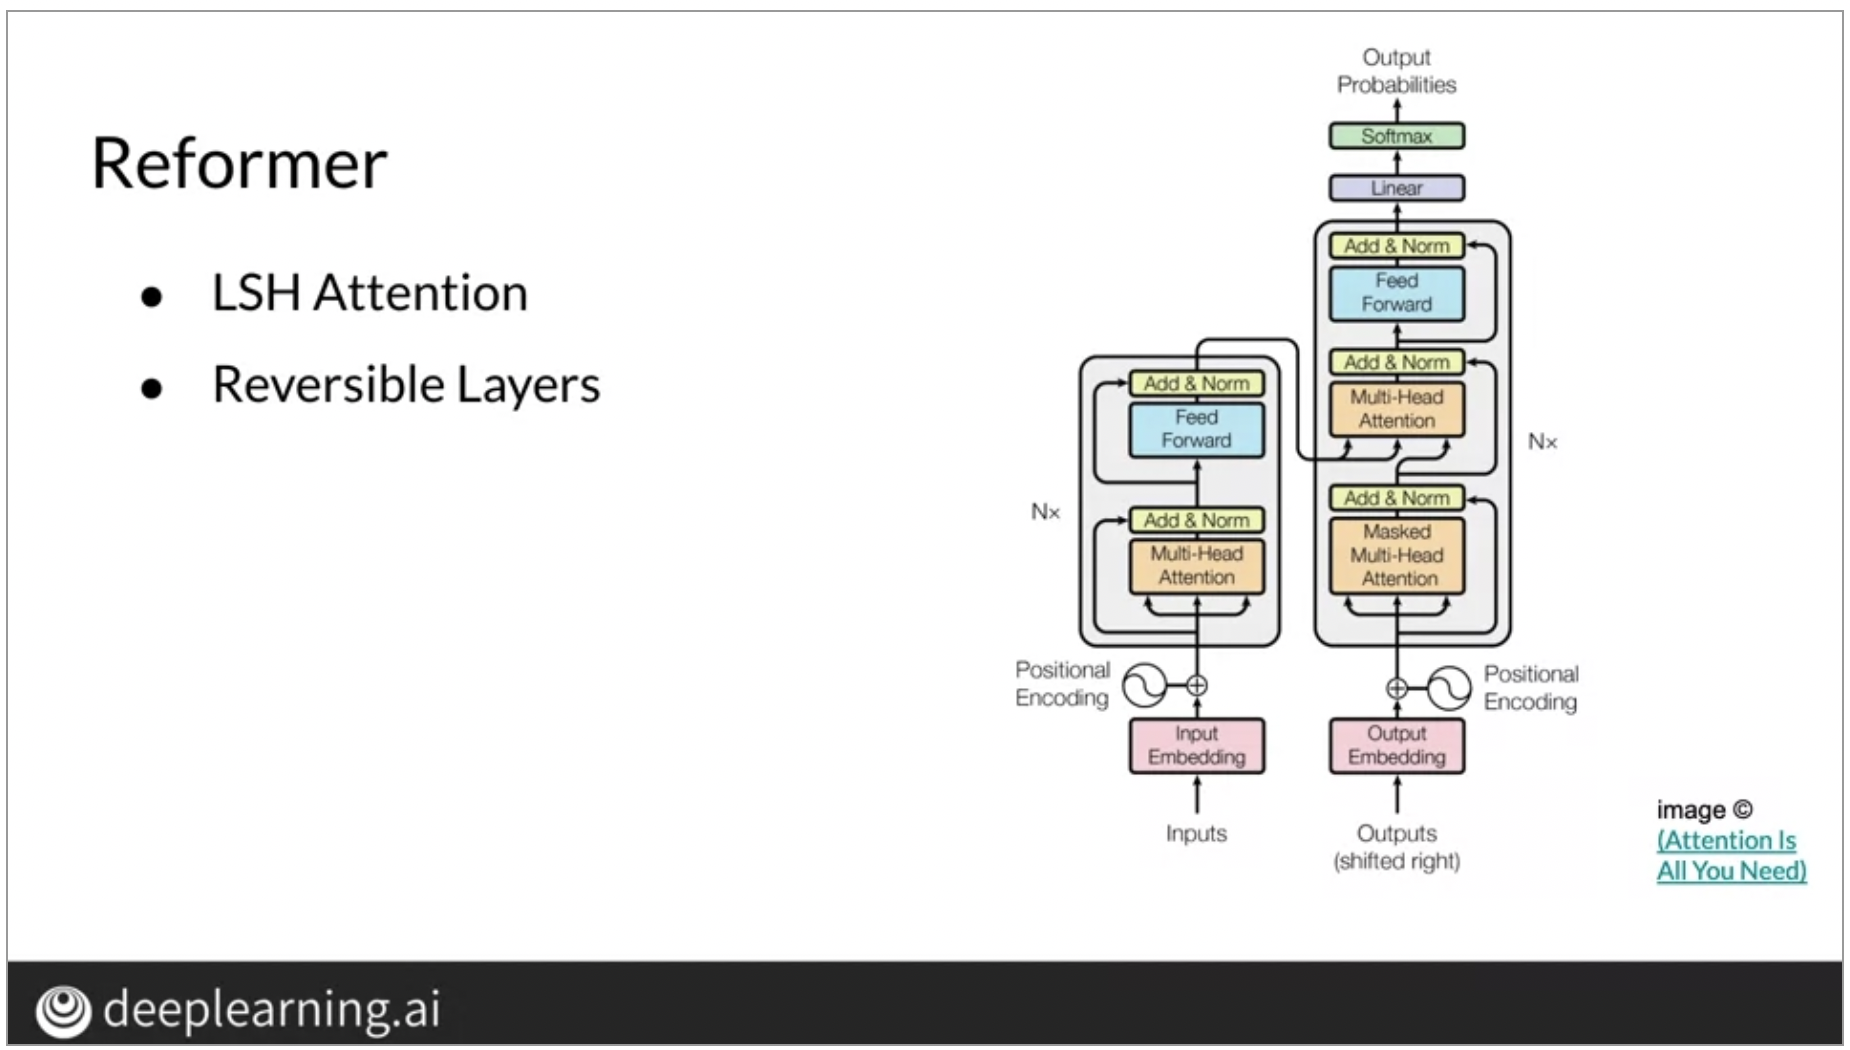 Reformer
● LSH Attention
● Reversible Layers
Output
Probabilities
Softmax
Linear
Add & Norm
Feed
Forward
Add & Norm
Multi-Head
Attention
Nx
Add & Norm
Masked
Multi-Head
Attention
Add & Norm
Feed
Forward
Nx
Add & Norm
Multi-Head
Attention
Positional
Encoding
Positional
Encoding
Input
Embedding
Output
Embedding
Inputs
Outputs
(shifted right)
image ©
(Attention Is
All You Need)
deeplearning.ai